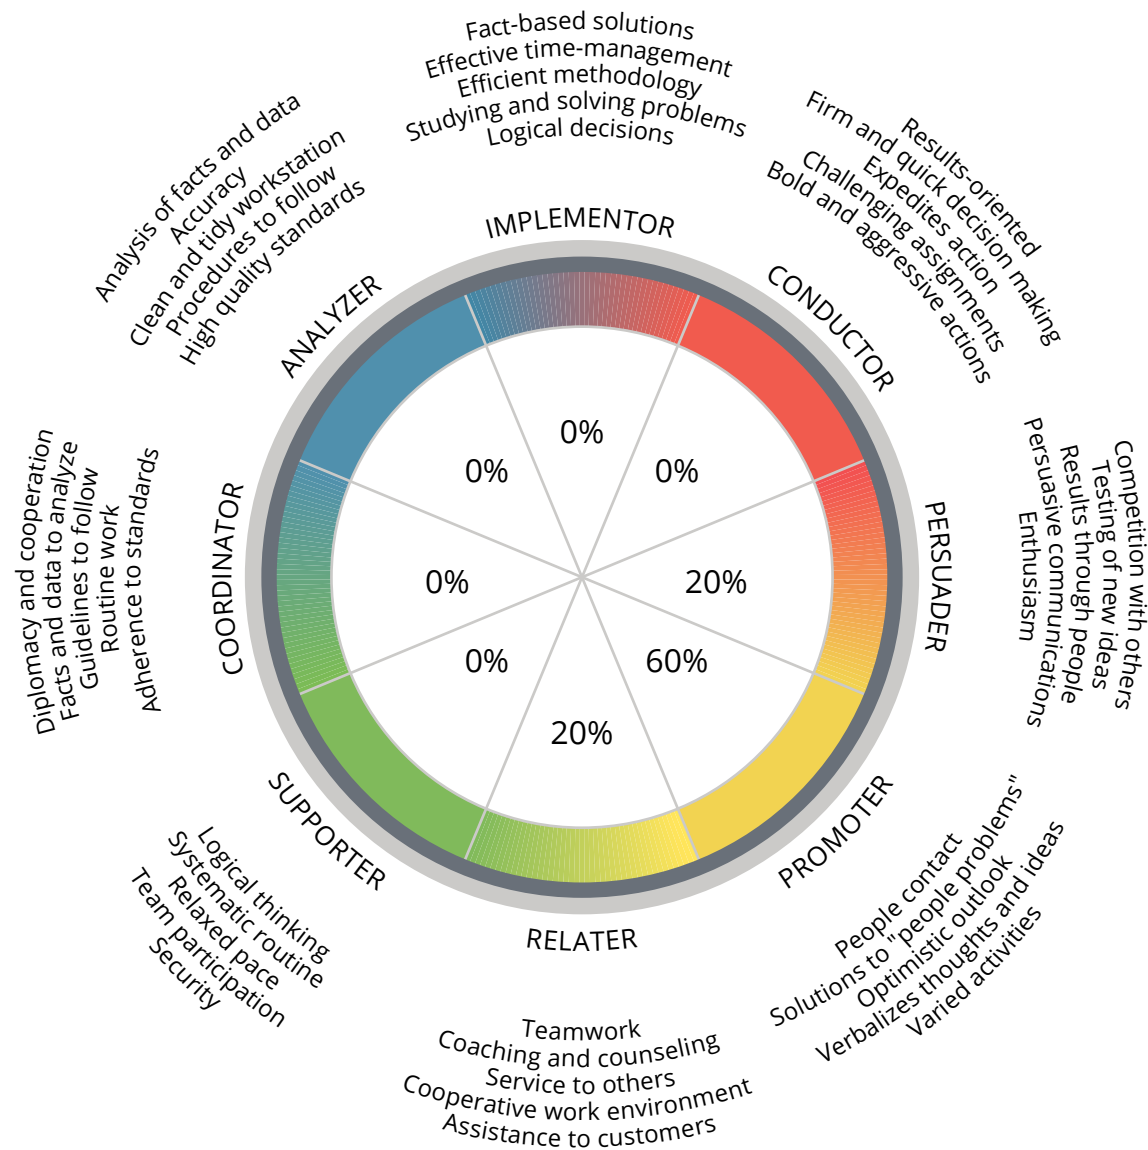 Fact-based solutions
Effective time-management
Efficient methodology
Studying and solving problems
Logical decisions
IMPLEMENTOR
0%
Results-oriented
Firm and quick decision making
Expedites action
Challenging assignments
Bold and aggressive actions
CONDUCTOR
0%
Competition with others
Testing of new ideas
Results through people
Persuasive communications
Enthusiasm
PERSUADER
20%
PROMOTER
60%
People contact
Solutions to "people problems"
Optimistic outlook
Verbalizes thoughts and ideas
Varied activities
20%
RELATER
Teamwork
Coaching and counseling
Service to others
Cooperative work environment
Assistance to customers
0%
SUPPORTER
Logical thinking
Systematic routine
Relaxed pace
Team participation
Security
0%
COORDINATOR
Diplomacy and cooperation
Facts and data to analyze
Guidelines to follow
Routine work
Adherence to standards
0%
ANALYZER
Analysis of facts and data
Accuracy
Clean and tidy workstation
Procedures to follow
High quality standards